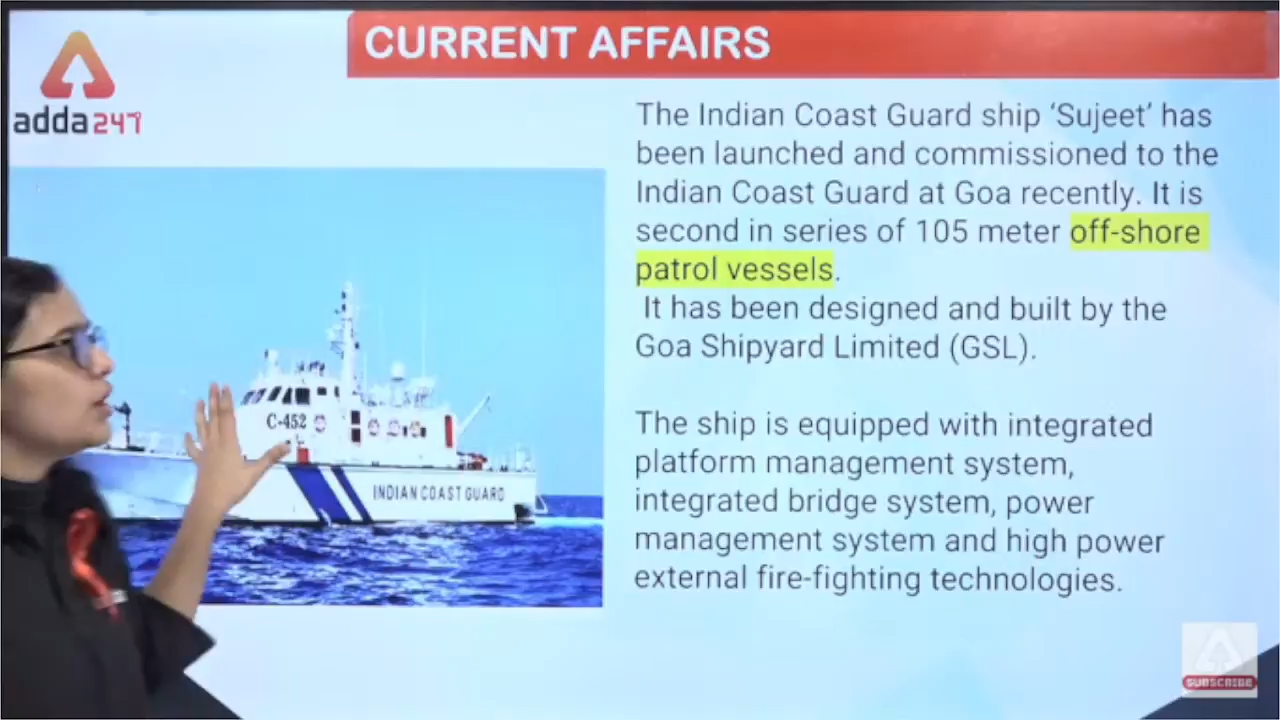 CURRENT AFFAIRS
adda247
The Indian Coast Guard ship ‘Sujeet’ has
been launched and commissioned to the
Indian Coast Guard at Goa recently. It is
second in series of 105 meter off-shore
patrol vessels.
It has been designed and built by the
Goa Shipyard Limited (GSL).
The ship is equipped with integrated
platform management system,
integrated bridge system, power
management system and high power
external fire-fighting technologies.
C-452
INDIAN COAST GUARD
SUBSCRIBE